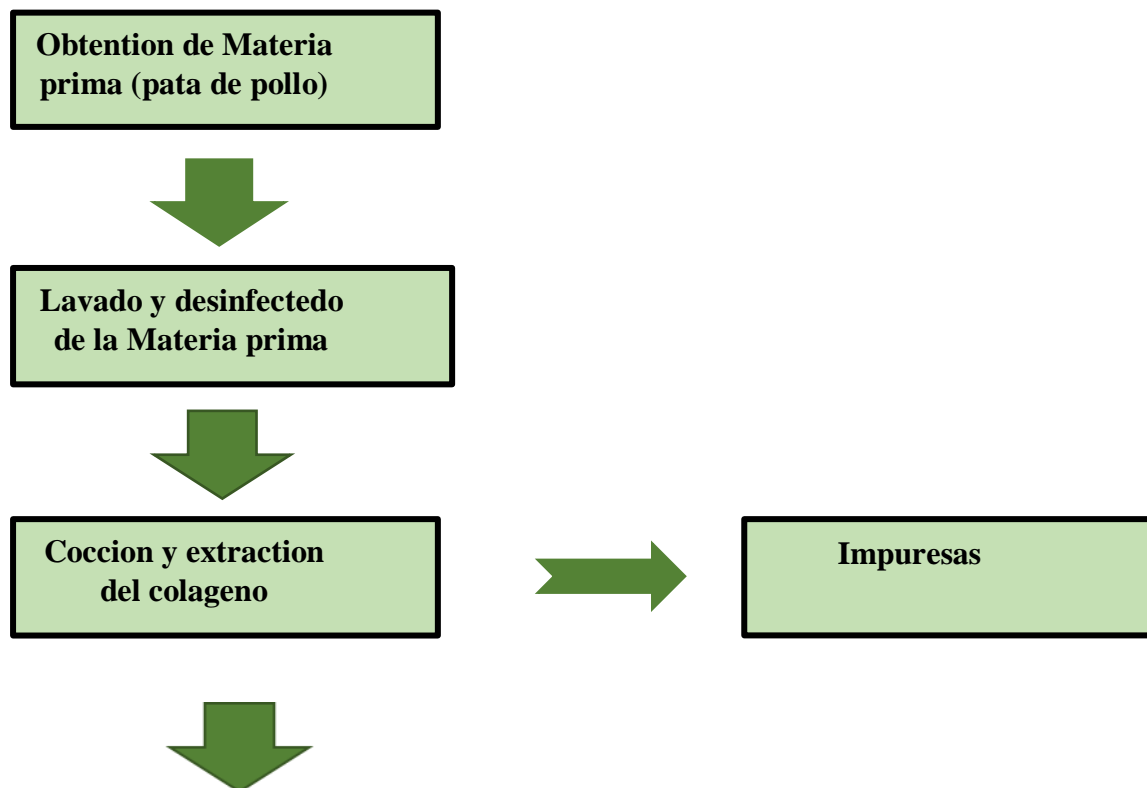 Obtention de Materia
prima (pata de pollo)
Lavado y desinfectedo
de la Materia prima
Coccion y extraction
del colageno
Impuresas